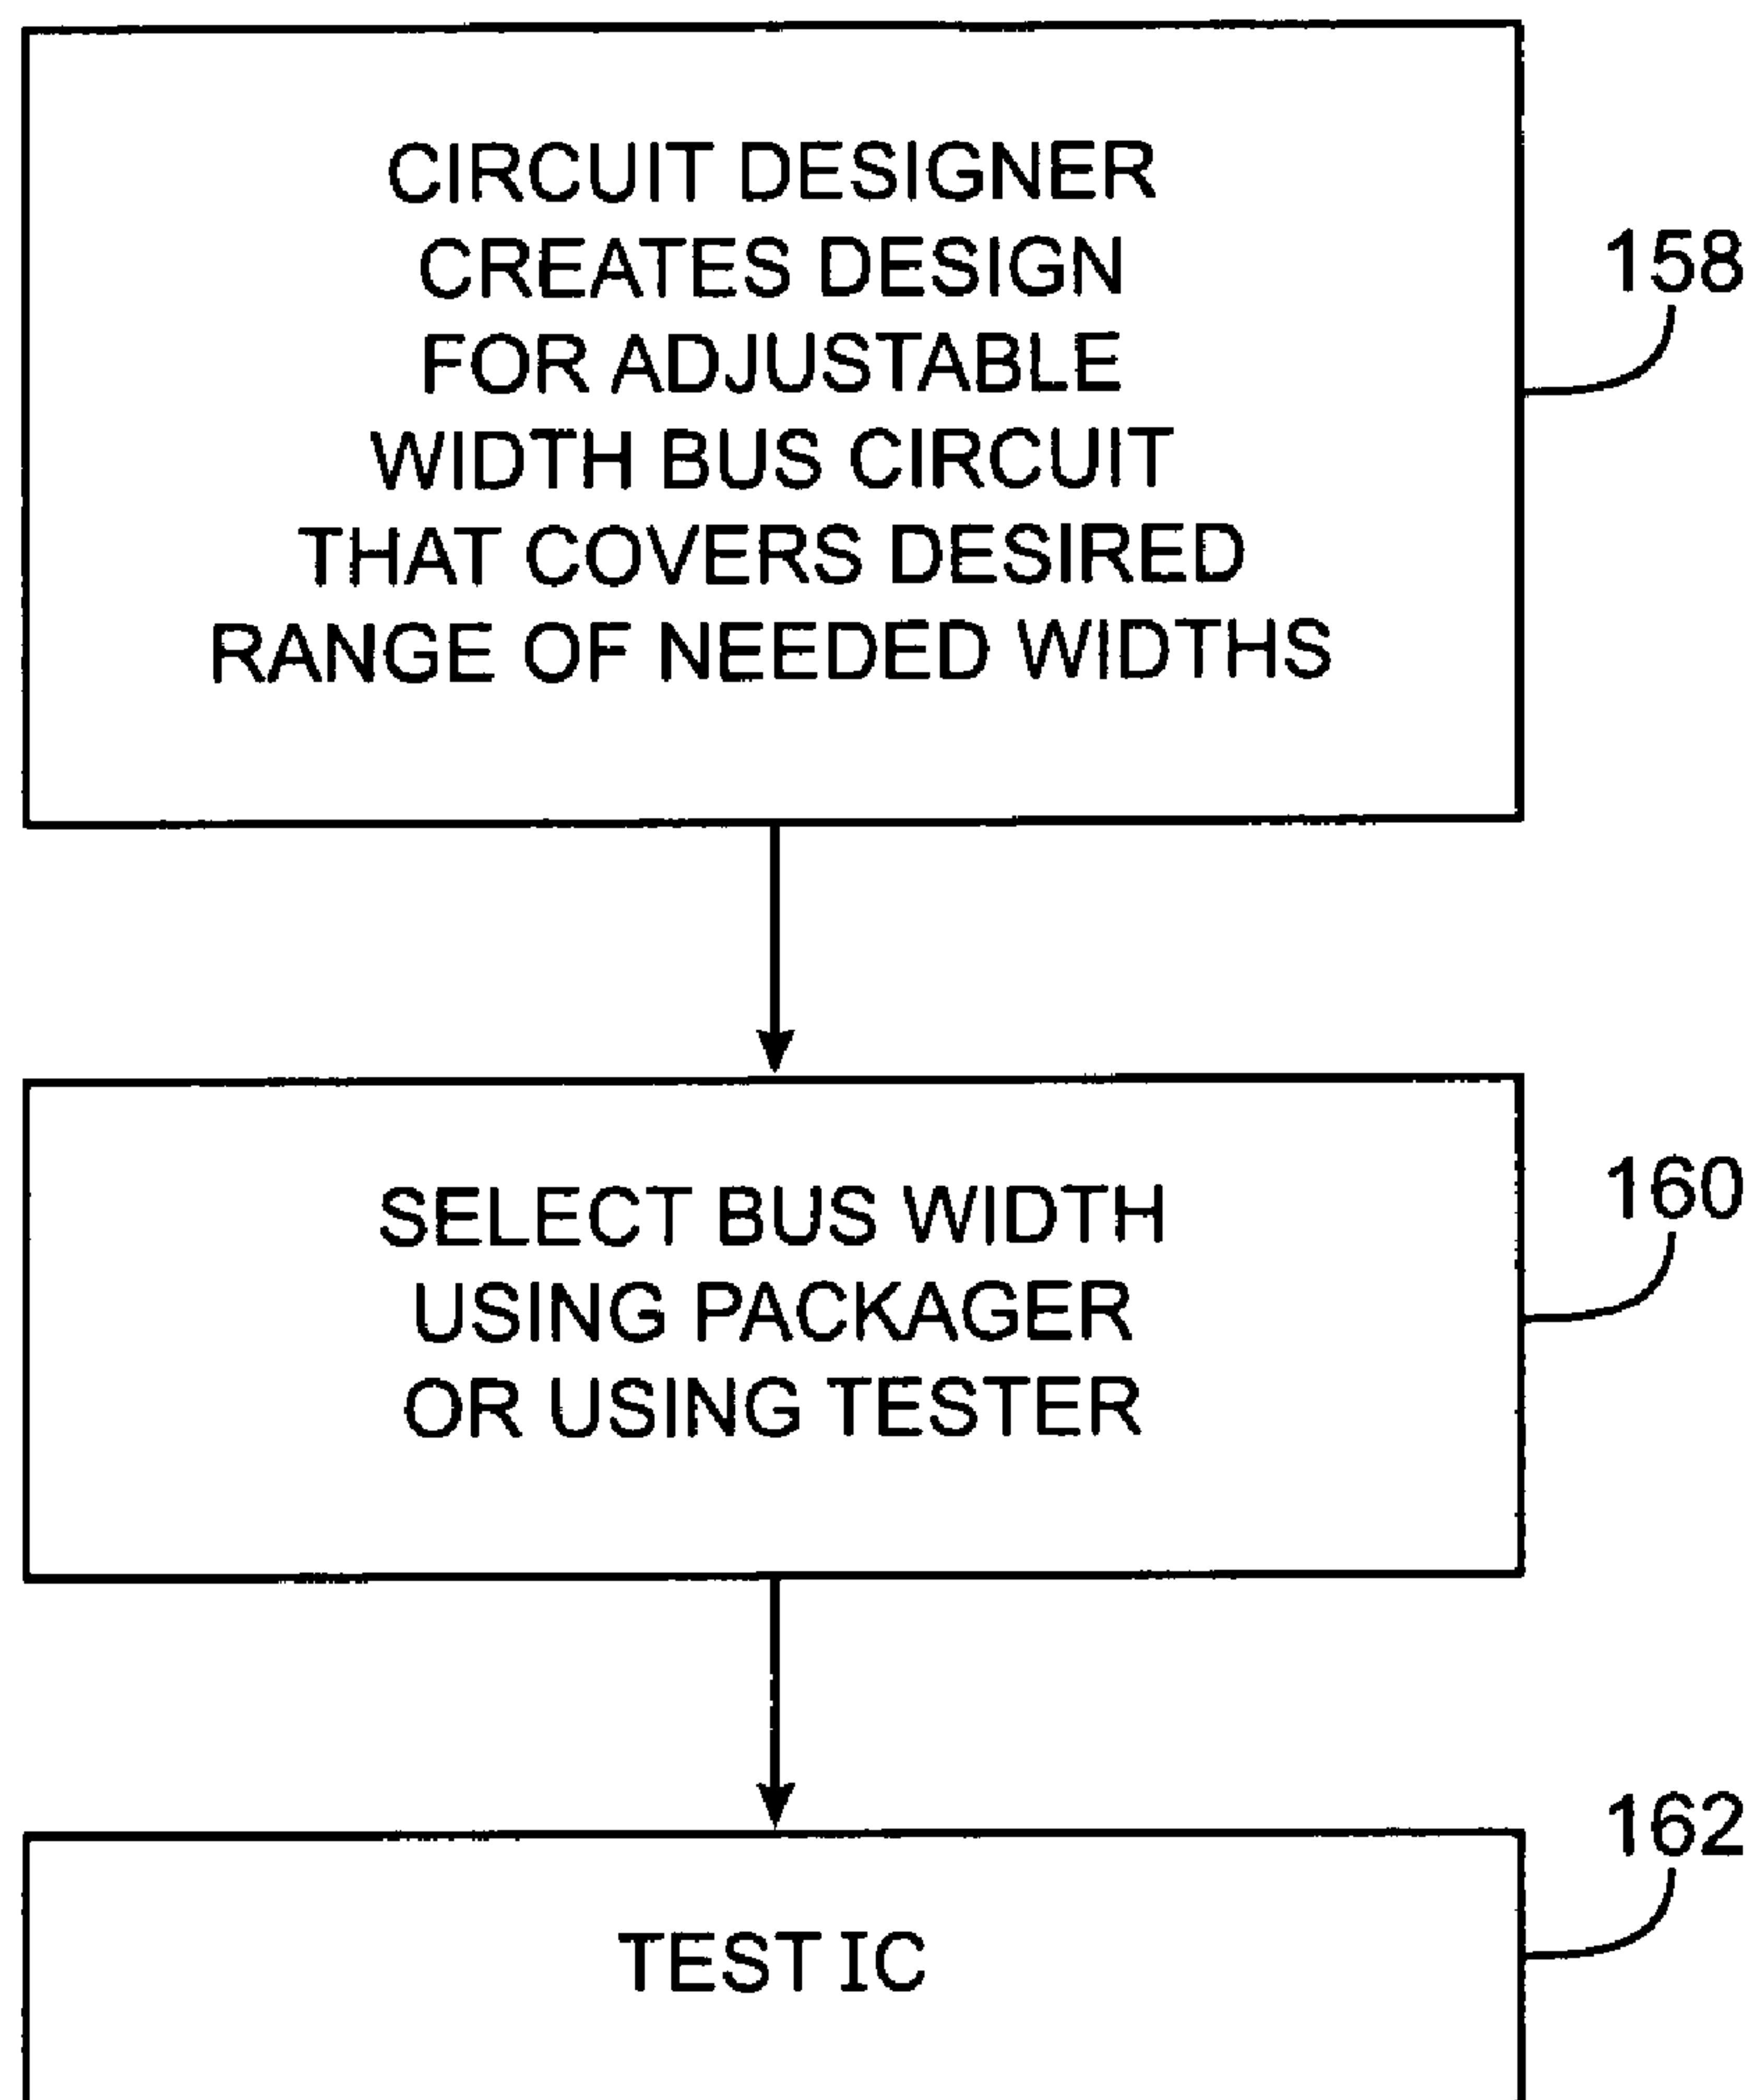 CIRCUIT DESIGNER
CREATES DESIGN
FOR ADJUSTABLE
WIDTH BUS CIRCUIT
THAT COVERS DESIRED
RANGE OF NEEDED WIDTHS
158
SELECT BUS WIDTH
USING PACKAGER
OR USING TESTER
160
TEST IC
162